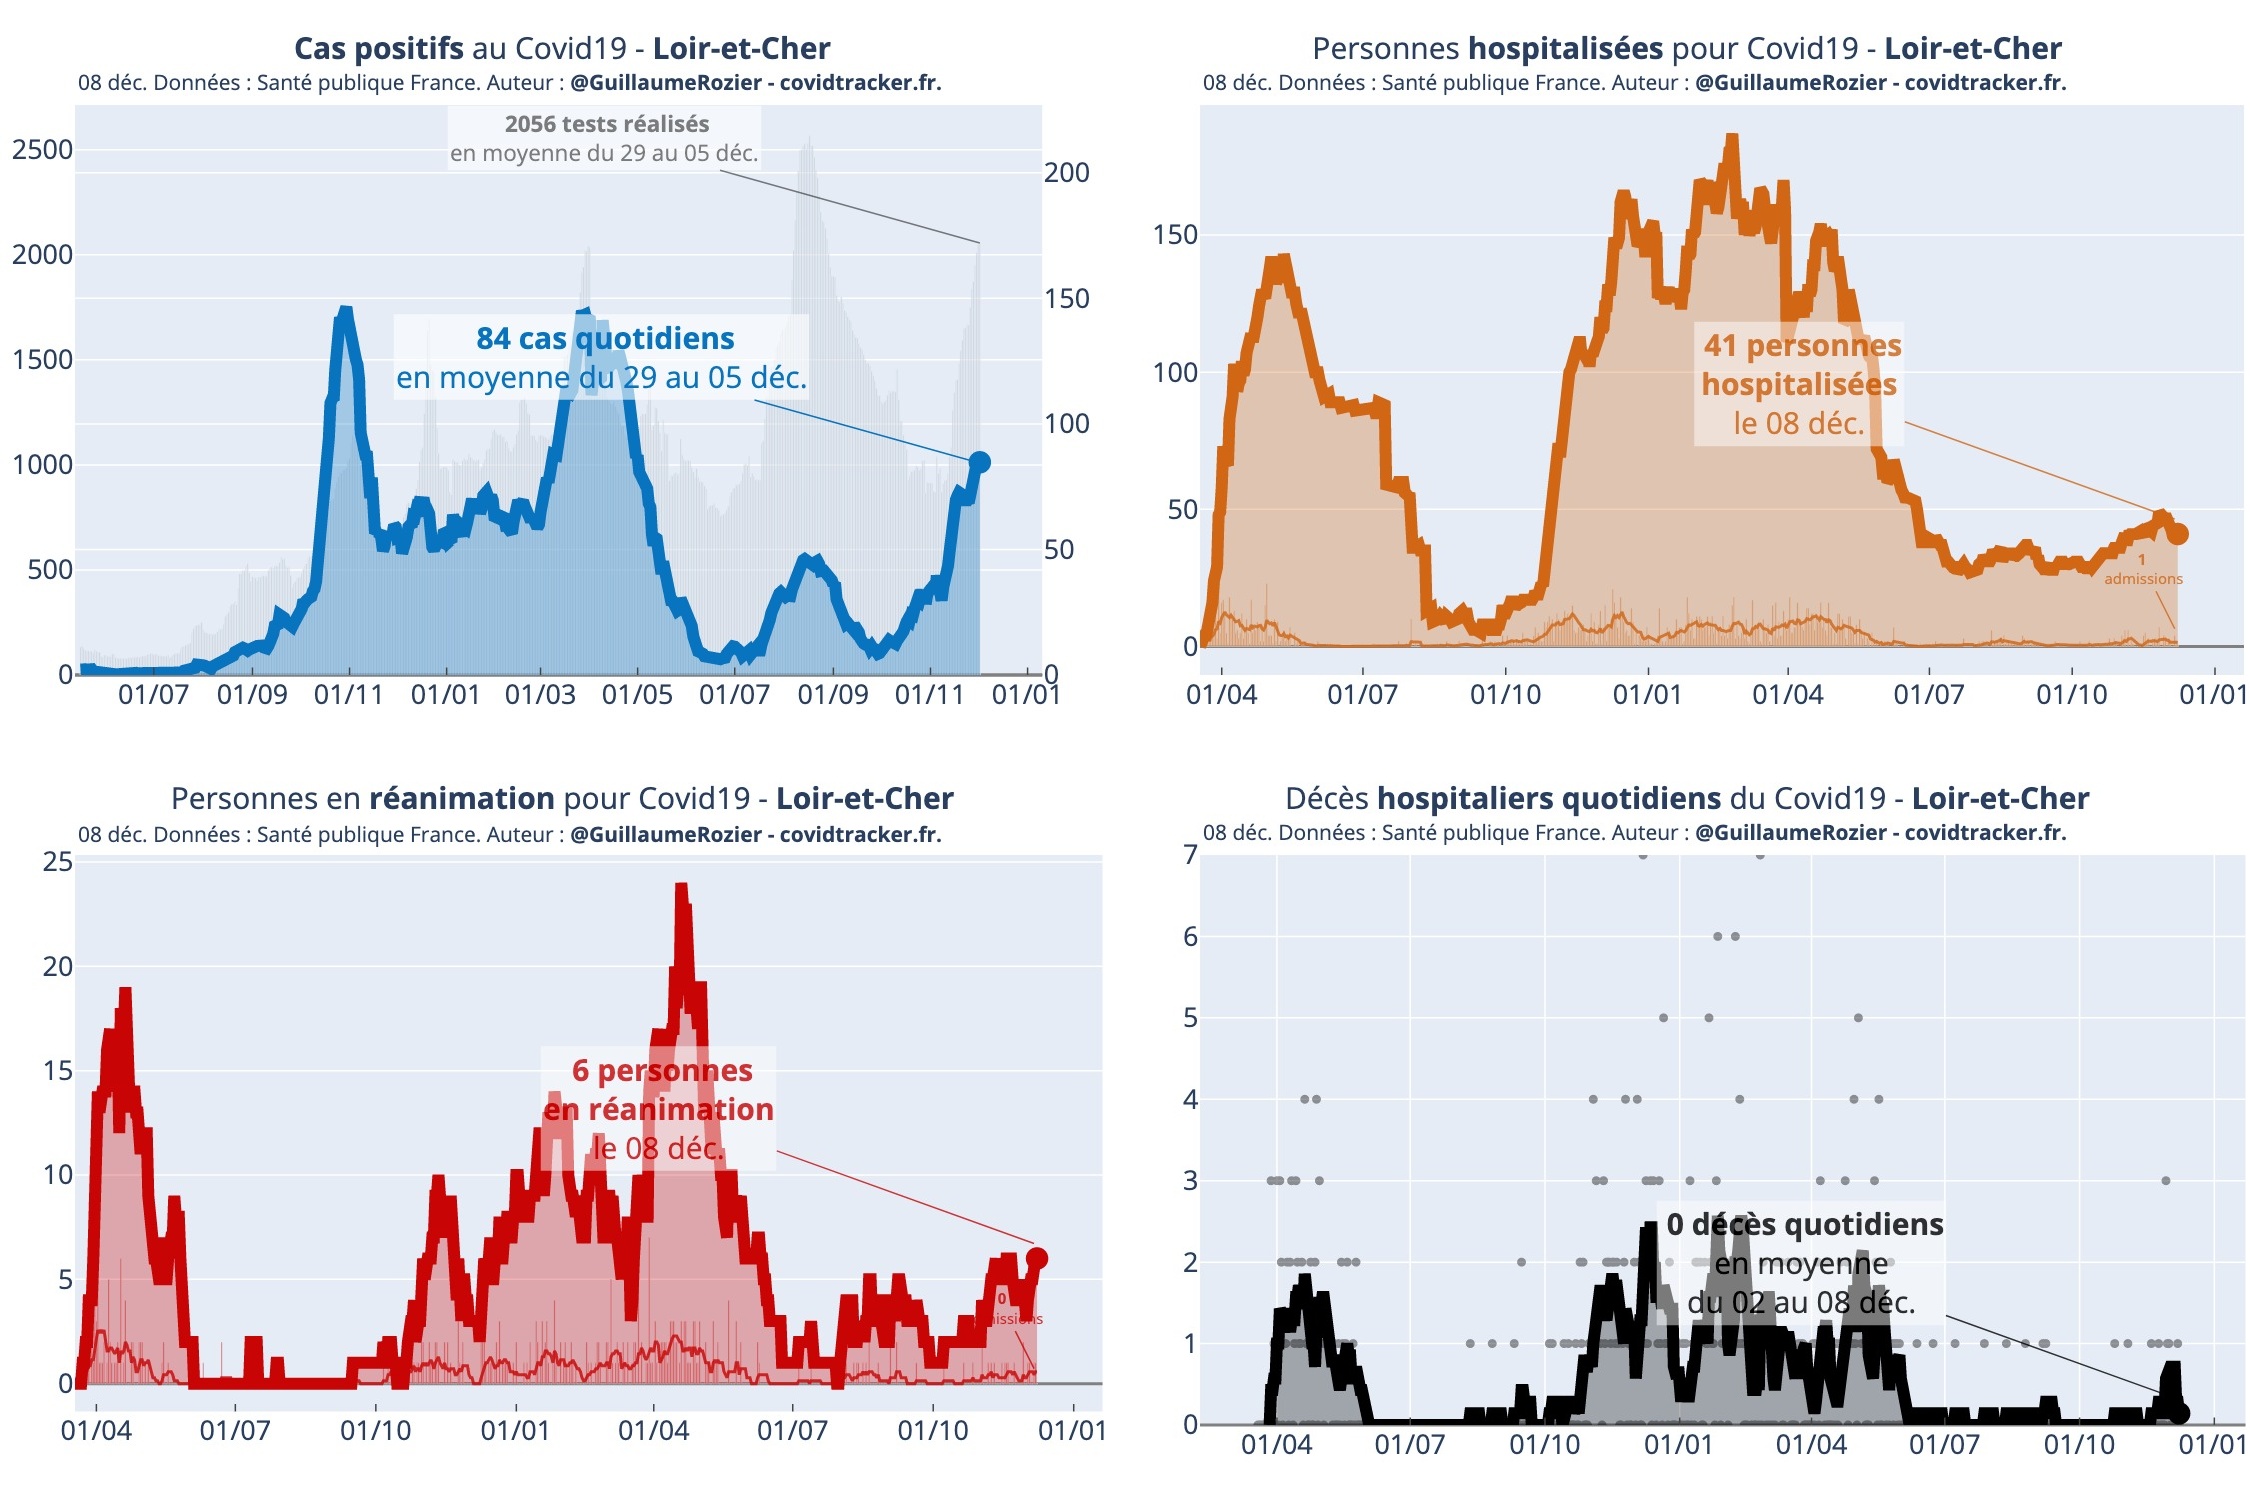 Cas positifs au Covid19 - Loir-et-Cher
08 déc. Données : Santé publique France. Auteur : @GuillaumeRozier - covidtracker.fr.
2056 tests réalisés
en moyenne du 29 au 05 déc.
84 cas quotidiens
en moyenne du 29 au 05 déc.
2500
2000
1500
1000
500
0
200
150
100
50
0
01/07 01/09 01/11 01/01 01/03 01/05 01/07 01/09 01/11 01/01
Personnes hospitalisées pour Covid19 - Loir-et-Cher
08 déc. Données : Santé publique France. Auteur : @GuillaumeRozier - covidtracker.fr.
150
100
50
0
41 personnes
hospitalisées
le 08 déc.
1
admissions
01/04 01/07 01/10 01/01 01/04 01/07 01/10 01/01
Personnes en réanimation pour Covid19 - Loir-et-Cher
08 déc. Données : Santé publique France. Auteur : @GuillaumeRozier - covidtracker.fr.
25
20
15
10
5
0
6 personnes
en réanimation
le 08 déc.
0
01/04 01/07 01/10 01/01 01/04 01/07 01/10 01/01
Décès hospitaliers quotidiens du Covid19 - Loir-et-Cher
08 déc. Données : Santé publique France. Auteur : @GuillaumeRozier - covidtracker.fr.
7
6
5
4
3
2
1
0
0 décès quotidiens
en moyenne
du 02 au 08 déc.
01/04 01/07 01/10 01/01 01/04 01/07 01/10 01/01